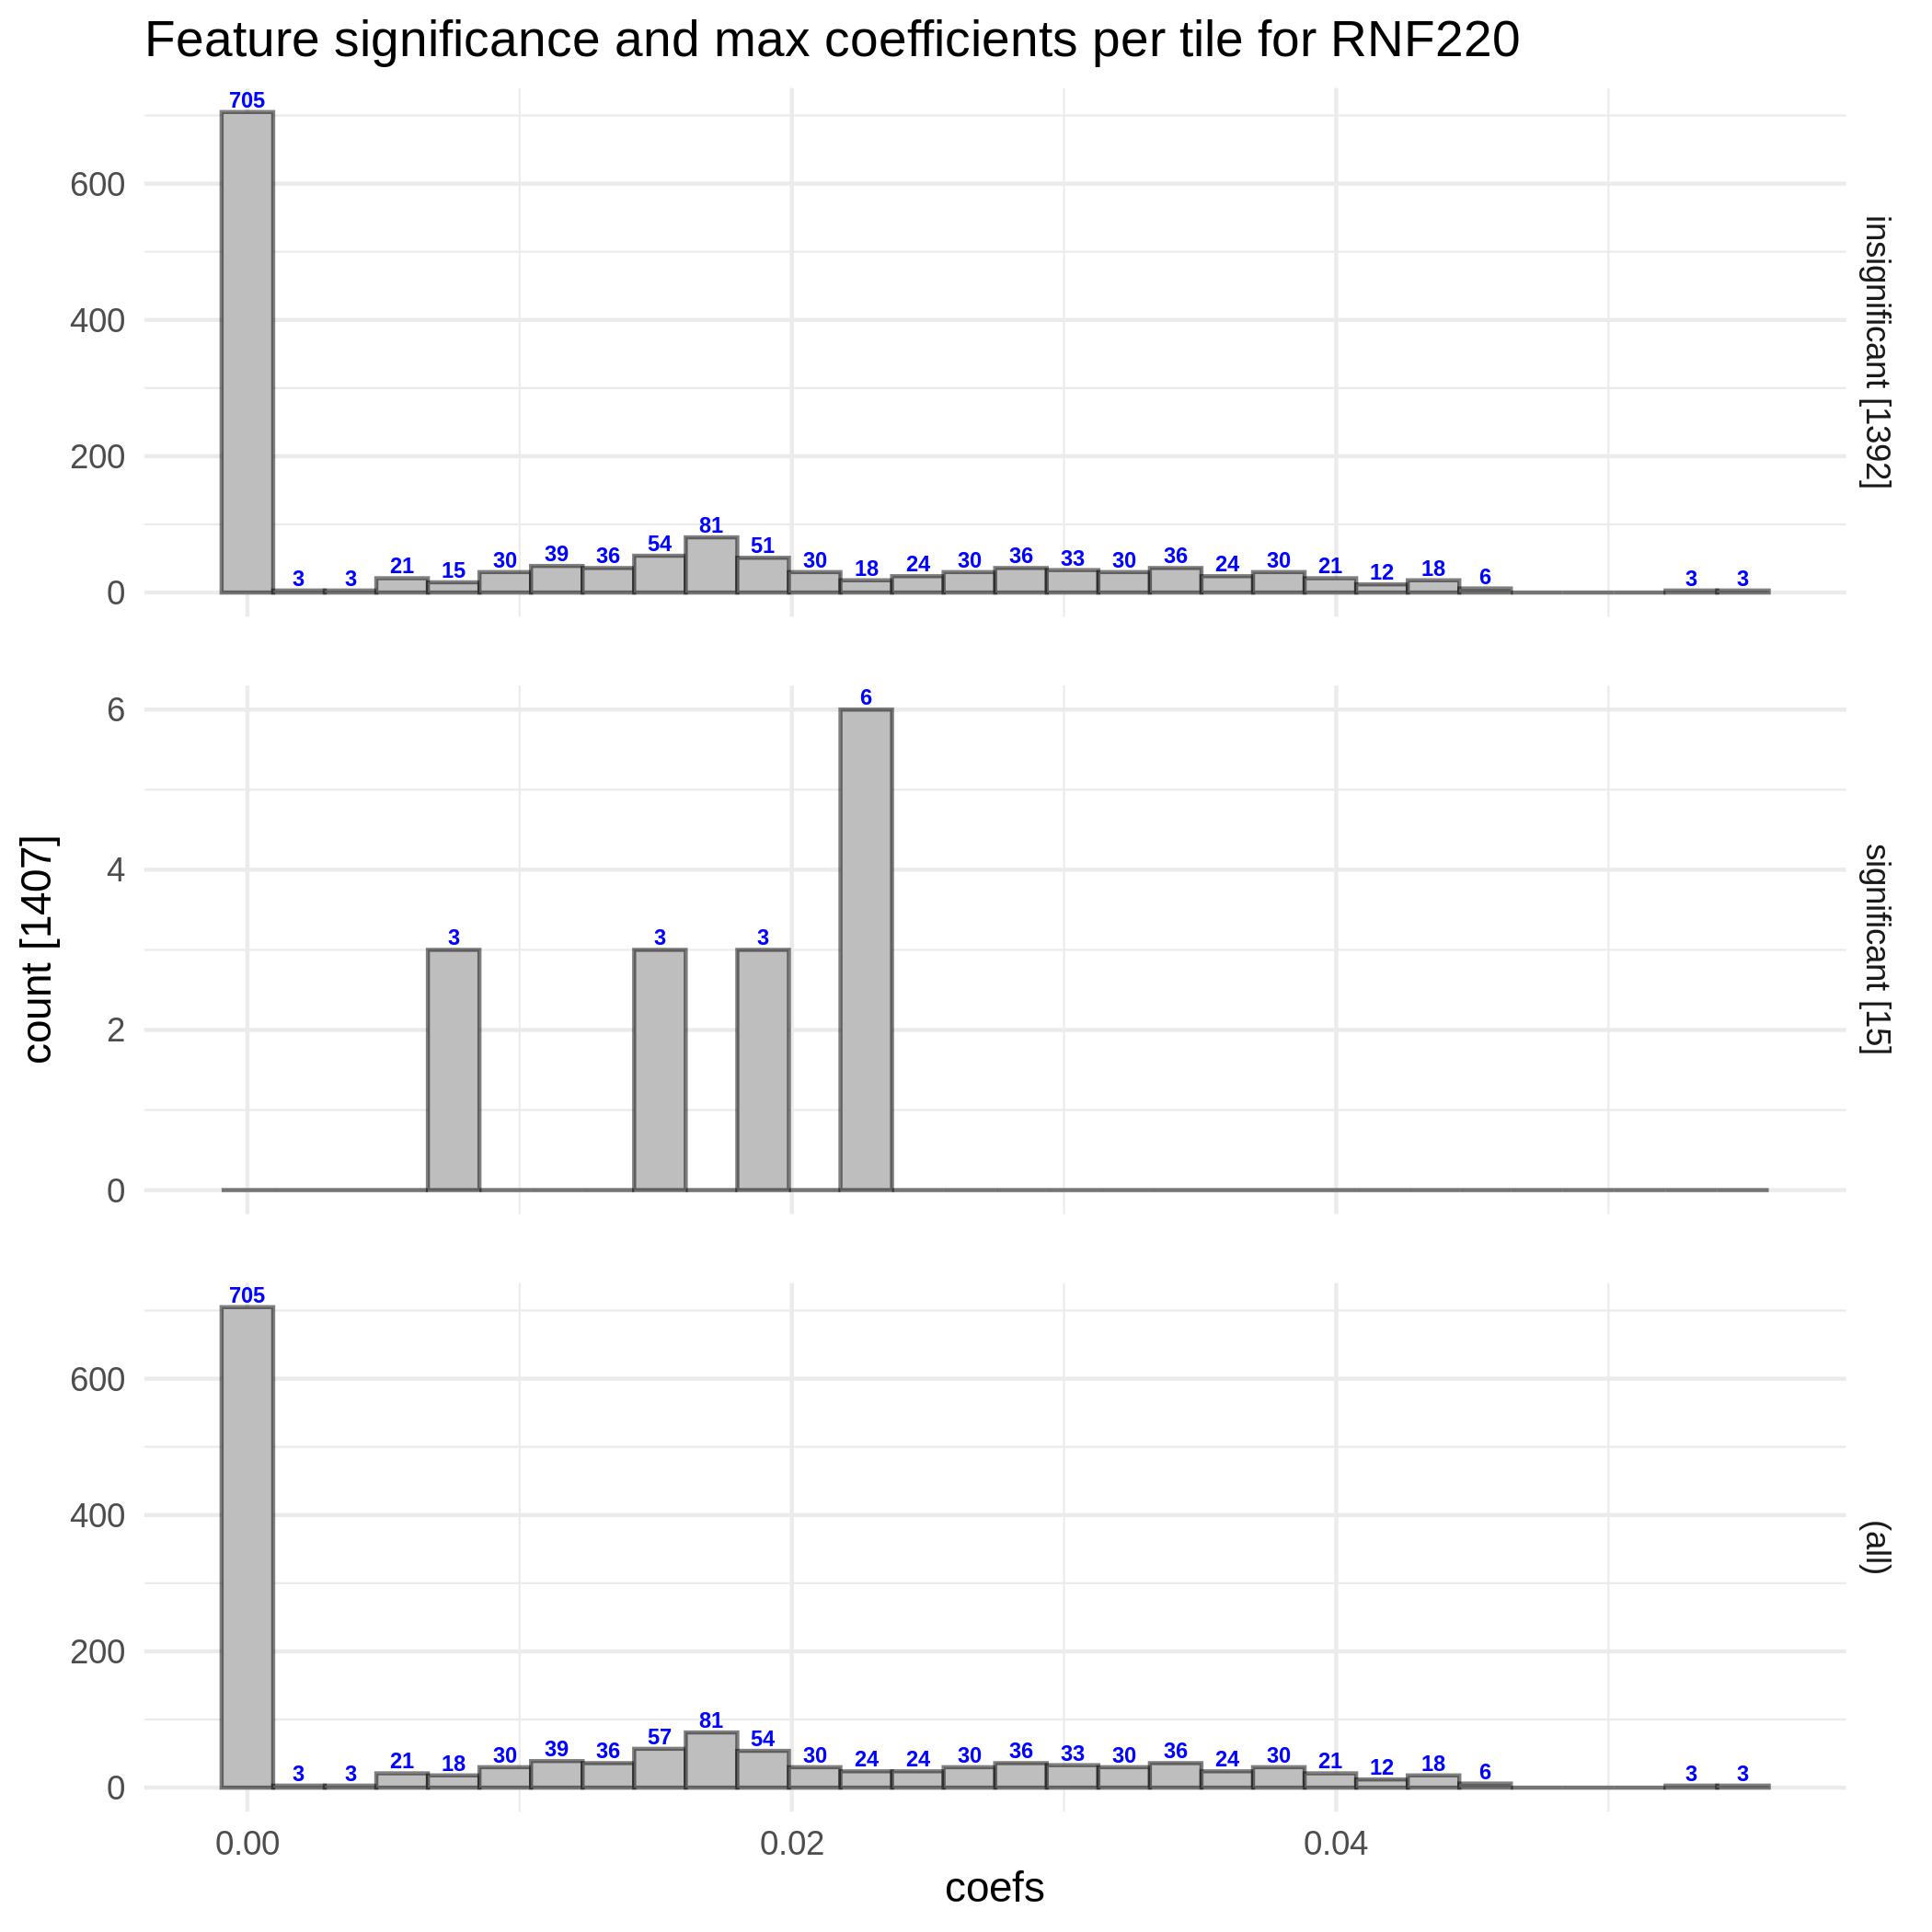 Feature significance and max coefficients per tile for RNF220
705
3 3 21 15 30 39 36 54 81 51 30 18 24 30 36 33 30 36 24 30 21 12 18 6 3 3
600
400
200
0
insignificant [1392]
6
3 3 3
6
4
2
0
significant [15]
count [1407]
705
3 3 21 18 30 39 36 57 81 54 30 24 24 30 36 33 30 36 24 30 21 12 18 6 3 3
600
400
200
0
(all)
0.00 0.02 0.04
coefs